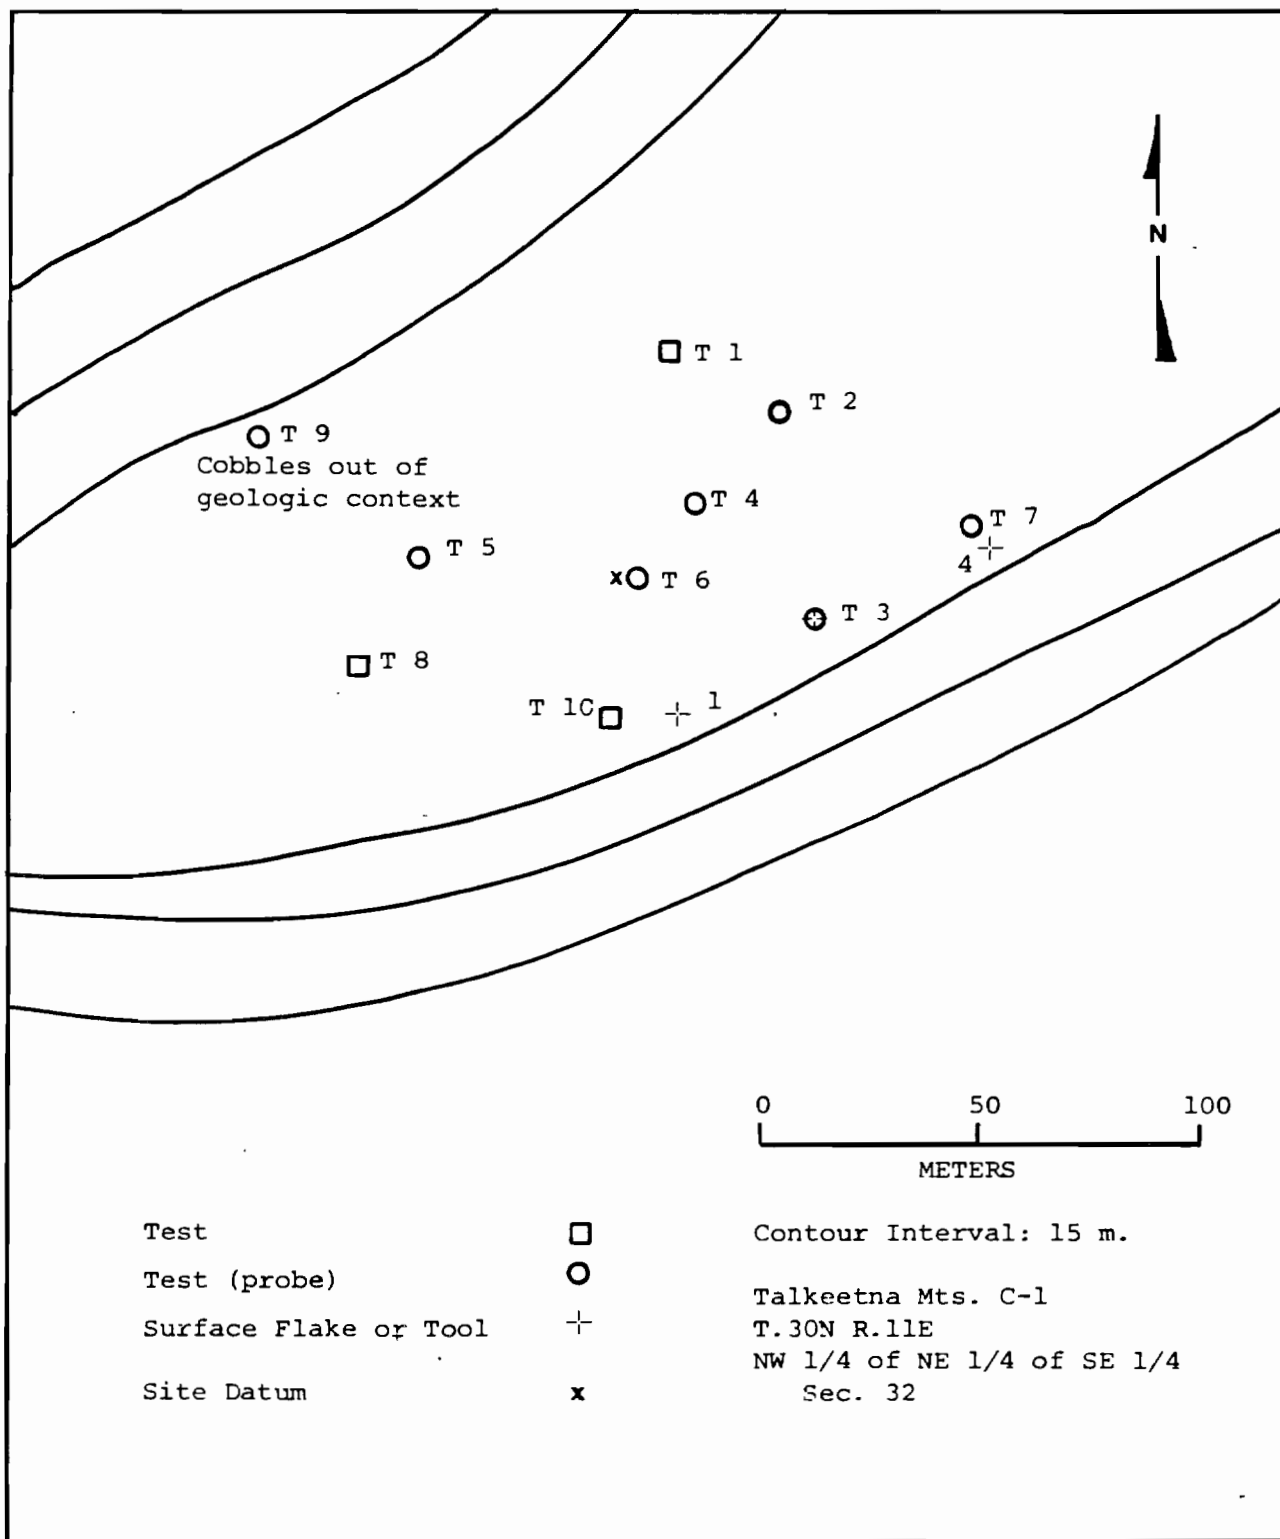 N
T 1
T 2
T 9
Cobbles out of
geologic context
T 4
T 7
4
T 5
T 6
T 3
T 8
T 10
1
0 50 100
METERS
Test
Test (probe)
Surface Flake or Tool
Site Datum
x
Contour Interval: 15 m.
Talkeetna Mts. C-1
T.30N R.11E
NW 1/4 of NE 1/4 of SE 1/4
Sec. 32